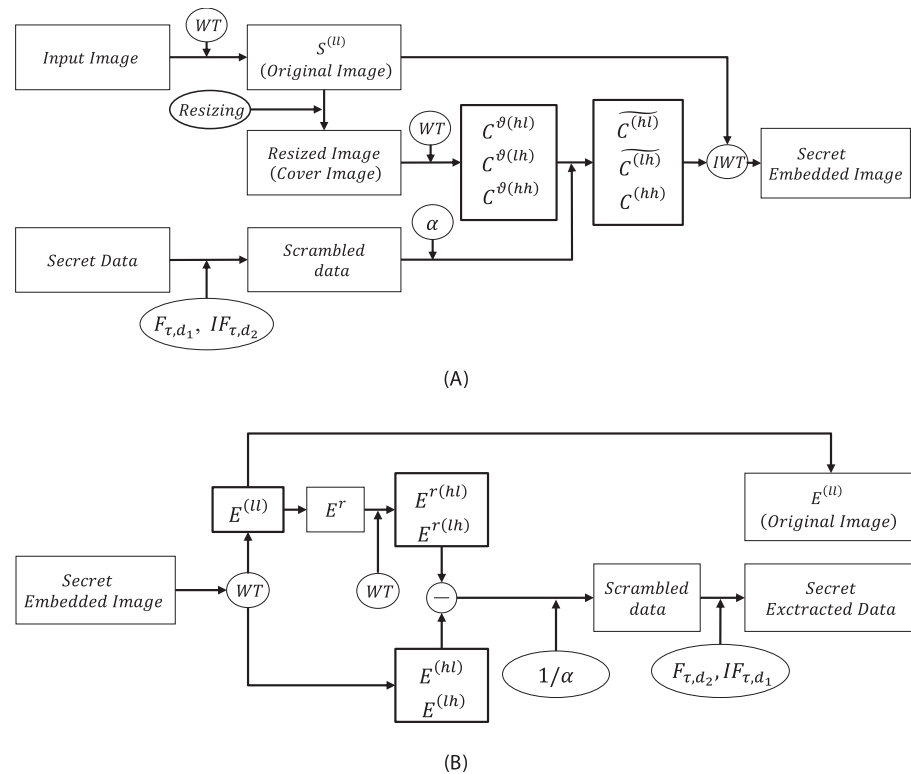 WT
Input Image
S^(ll)
(Original Image)
Resizing
Resized Image
(Cover Image)
WT
C^ϑ(hl)
C^ϑ(lh)
C^ϑ(hh)
C^(hl)
C^(lh)
C^(hh)
IWT
Secret
Embedded Image
α
Secret Data
Scrambled
data
F_τ,d₁, IF_τ,d₂
(A)
E^(ll)
E^r
E^r(hl)
E^r(lh)
E^(ll)
(Original Image)
Secret
Embedded Image
WT
WT
−
Scrambled
data
Secret
Exctracted Data
E^(hl)
E^(lh)
1/α
F_τ,d₂, IF_τ,d₁
(B)